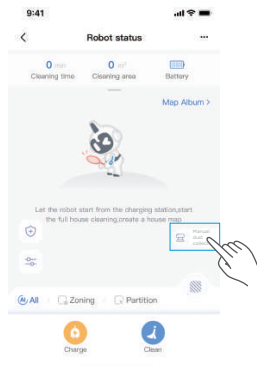 9:41
Robot status
0 min
0 m²
Cleaning time
Cleaning area
Battery
Map Album >
Let the robot start from the charging station,start
the full house cleaning,create a house map
Manual
All
Zoning
Partition
Charge
Clean